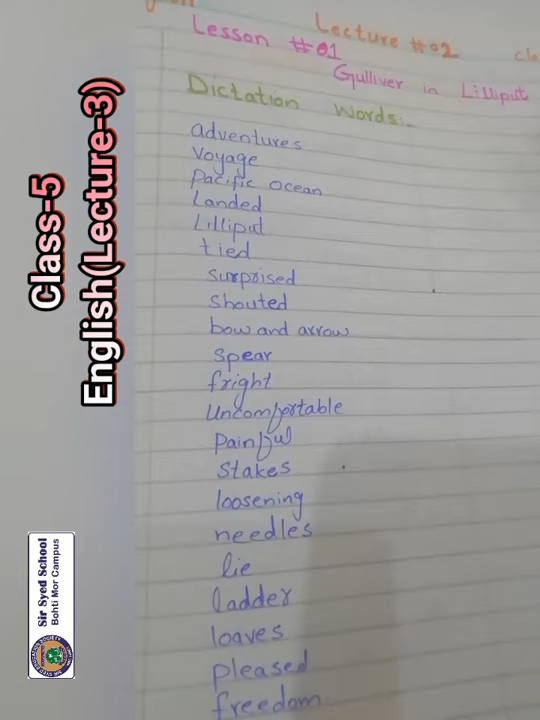 Lecture #02
Lesson #01
Gulliver in Lilliput
Dictation Words:-
adventures
Voyage
Pacific Ocean
Landed
Lilliput
tied
surprised
shouted
bow and arrow
spear
fright
Uncomfortable
Painful
Stakes
loosening
needles
lie
ladder
loaves
pleased
freedom
Class-5
English(Lecture-3)
Sir Syed School
Bohti Mor Campus